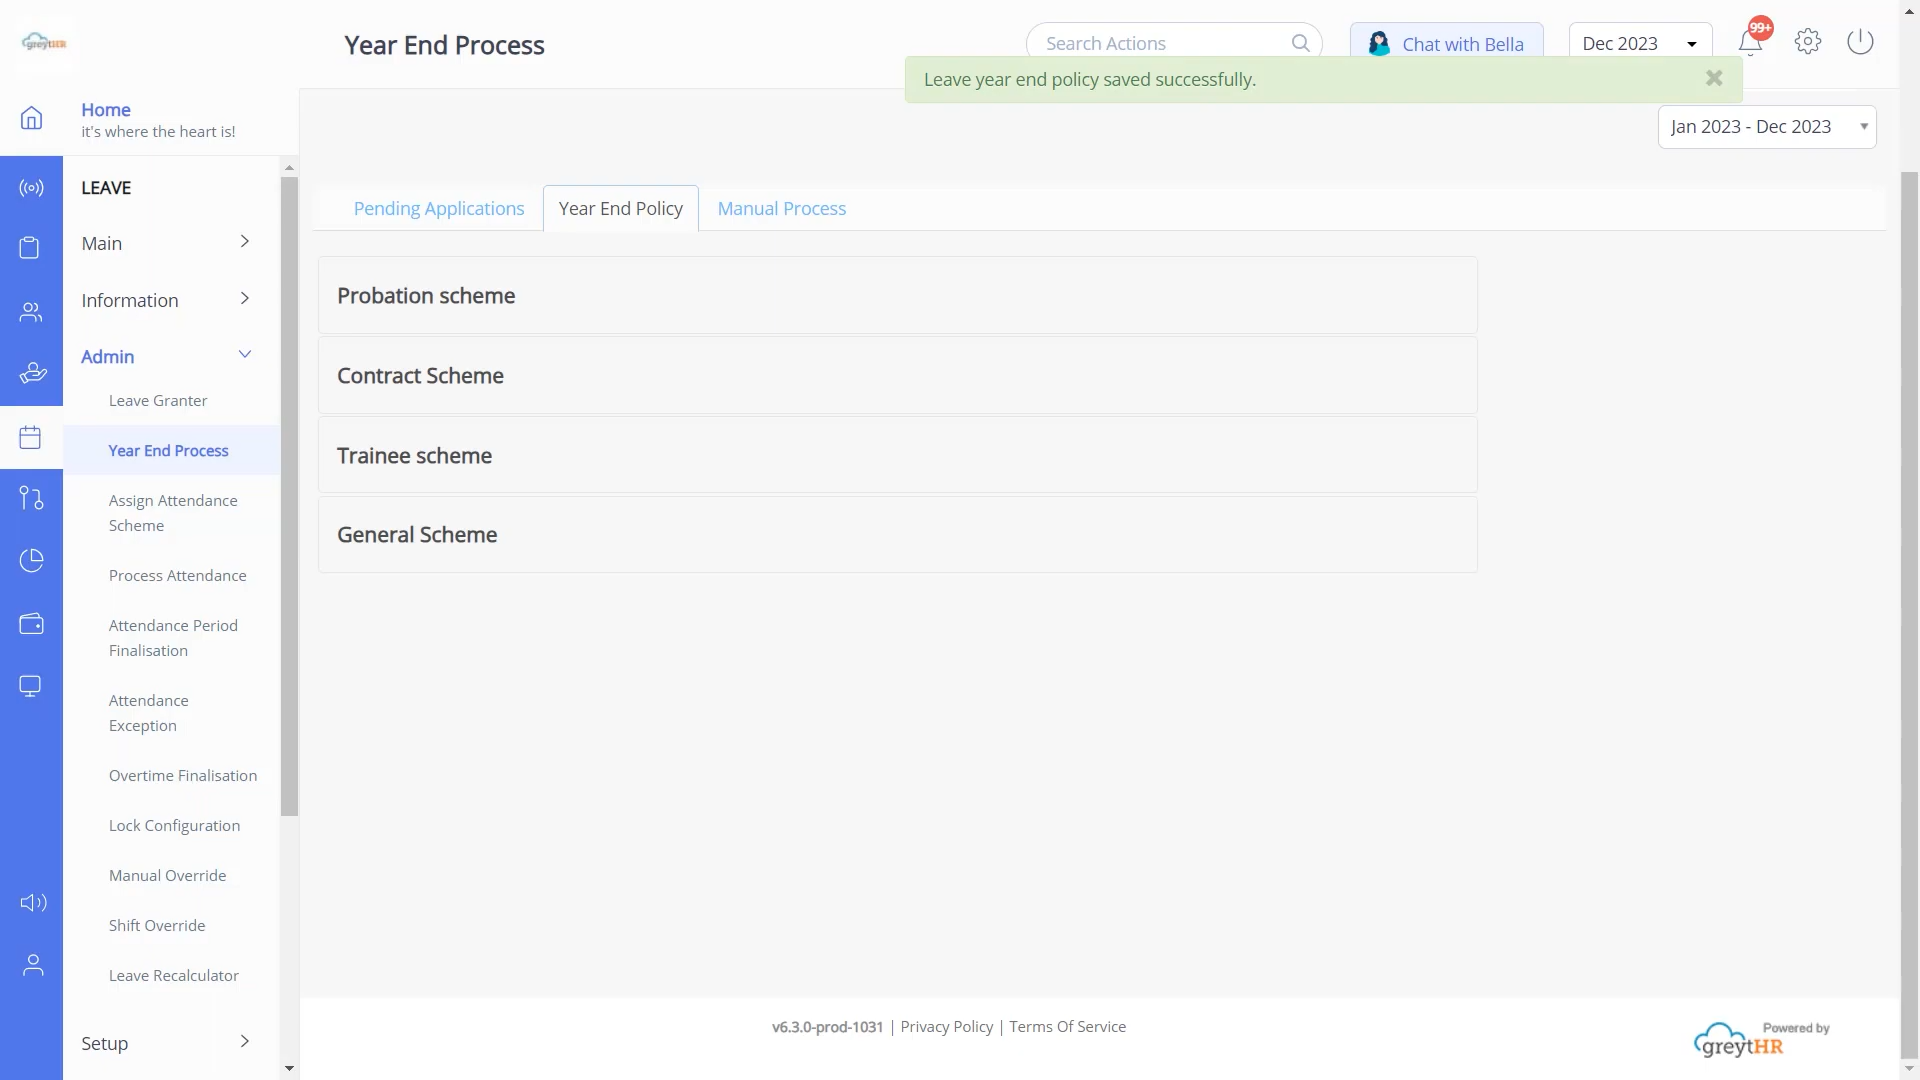 greytHR
Year End Process
Search Actions
Chat with Bella
Dec 2023
99+
Leave year end policy saved successfully.
Home
it's where the heart is!
Jan 2023 - Dec 2023
LEAVE
Main
Information
Admin
Leave Granter
Year End Process
Assign Attendance
Scheme
Process Attendance
Attendance Period
Finalisation
Attendance
Exception
Overtime Finalisation
Lock Configuration
Manual Override
Shift Override
Leave Recalculator
Setup
Pending Applications
Year End Policy
Manual Process
Probation scheme
Contract Scheme
Trainee scheme
General Scheme
v6.3.0-prod-1031 | Privacy Policy | Terms Of Service
Powered by
greytHR